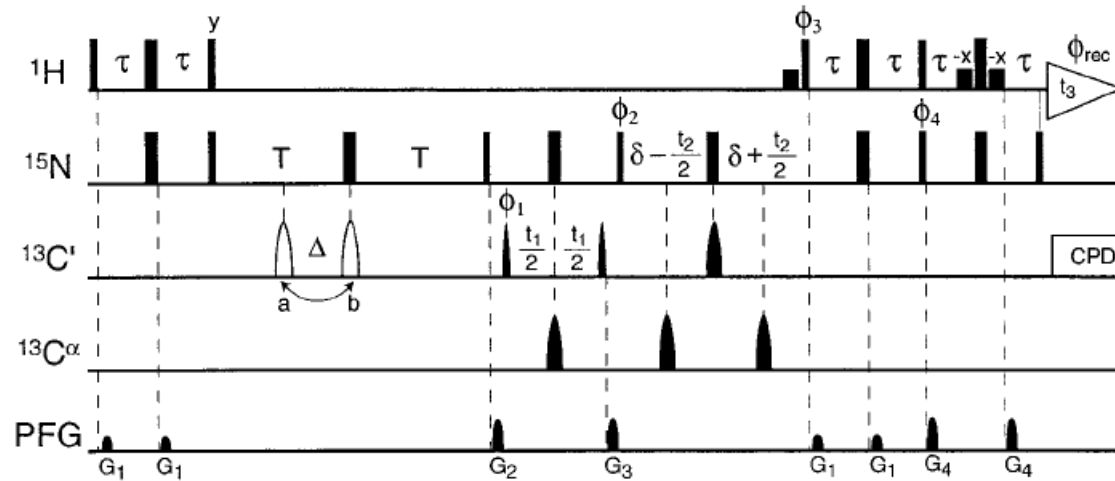 y ϕ3
¹H τ τ τ τ τ -x -x τ ϕrec
t3
ϕ2 ϕ4
¹⁵N T T δ − t2/2 δ + t2/2
ϕ1
¹³C' Δ t1/2 t1/2 CPD
a b
¹³Cα
PFG
G1 G1 G2 G3 G1 G1 G4 G4